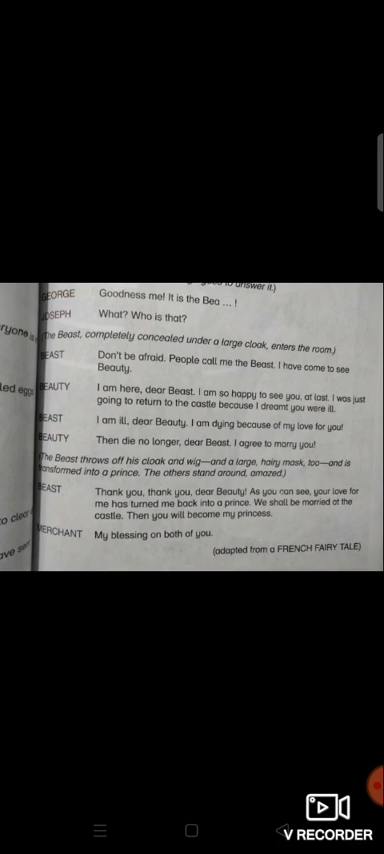 to answer it.)
GEORGE Goodness me! It is the Bea ... !
JOSEPH What? Who is that?
(The Beast, completely concealed under a large cloak, enters the room.)
BEAST Don't be afraid. People call me the Beast. I have come to see
Beauty.
BEAUTY I am here, dear Beast. I am so happy to see you, at last. I was just
going to return to the castle because I dreamt you were ill.
BEAST I am ill, dear Beauty. I am dying because of my love for you!
BEAUTY Then die no longer, dear Beast. I agree to marry you!
(The Beast throws off his cloak and wig—and a large, hairy mask, too—and is
transformed into a prince. The others stand around, amazed.)
BEAST Thank you, thank you, dear Beauty! As you can see, your love for
me has turned me back into a prince. We shall be married at the
castle. Then you will become my princess.
MERCHANT My blessing on both of you.
(adapted from a FRENCH FAIRY TALE)
V RECORDER